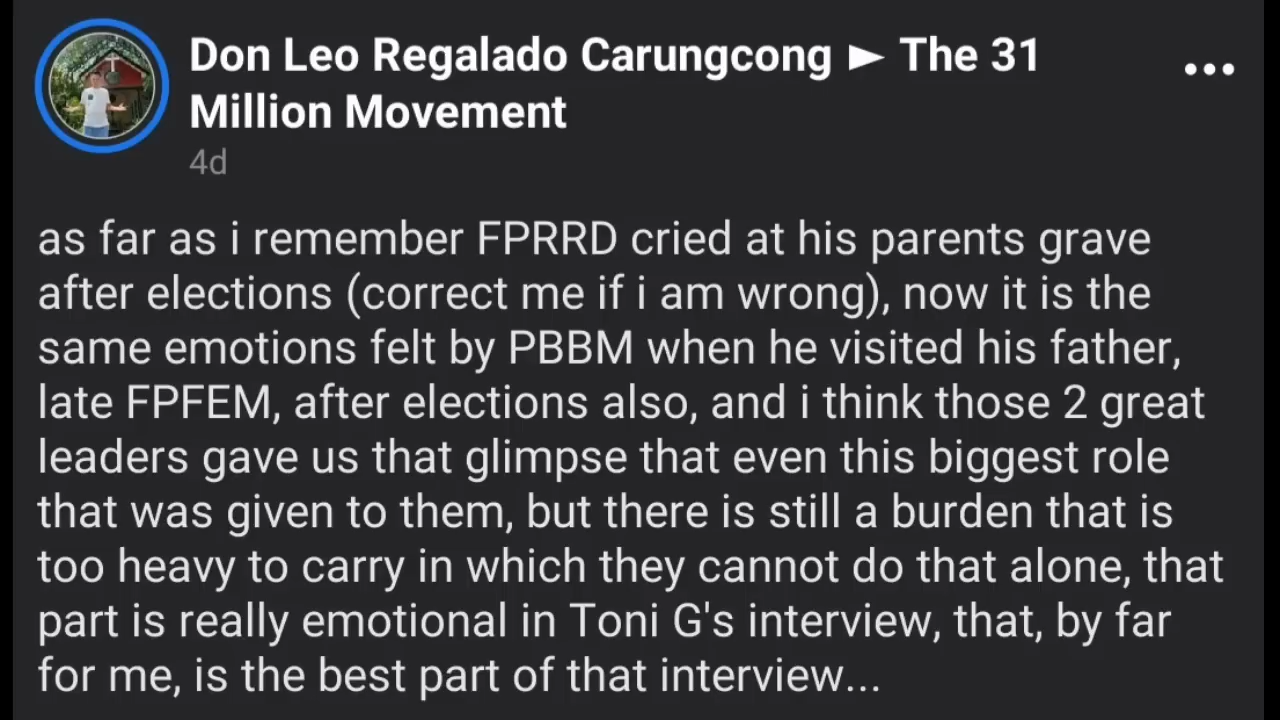 Don Leo Regalado Carungcong ► The 31
Million Movement
4d
as far as i remember FPRRD cried at his parents grave
after elections (correct me if i am wrong), now it is the
same emotions felt by PBBM when he visited his father,
late FPFEM, after elections also, and i think those 2 great
leaders gave us that glimpse that even this biggest role
that was given to them, but there is still a burden that is
too heavy to carry in which they cannot do that alone, that
part is really emotional in Toni G's interview, that, by far
for me, is the best part of that interview...